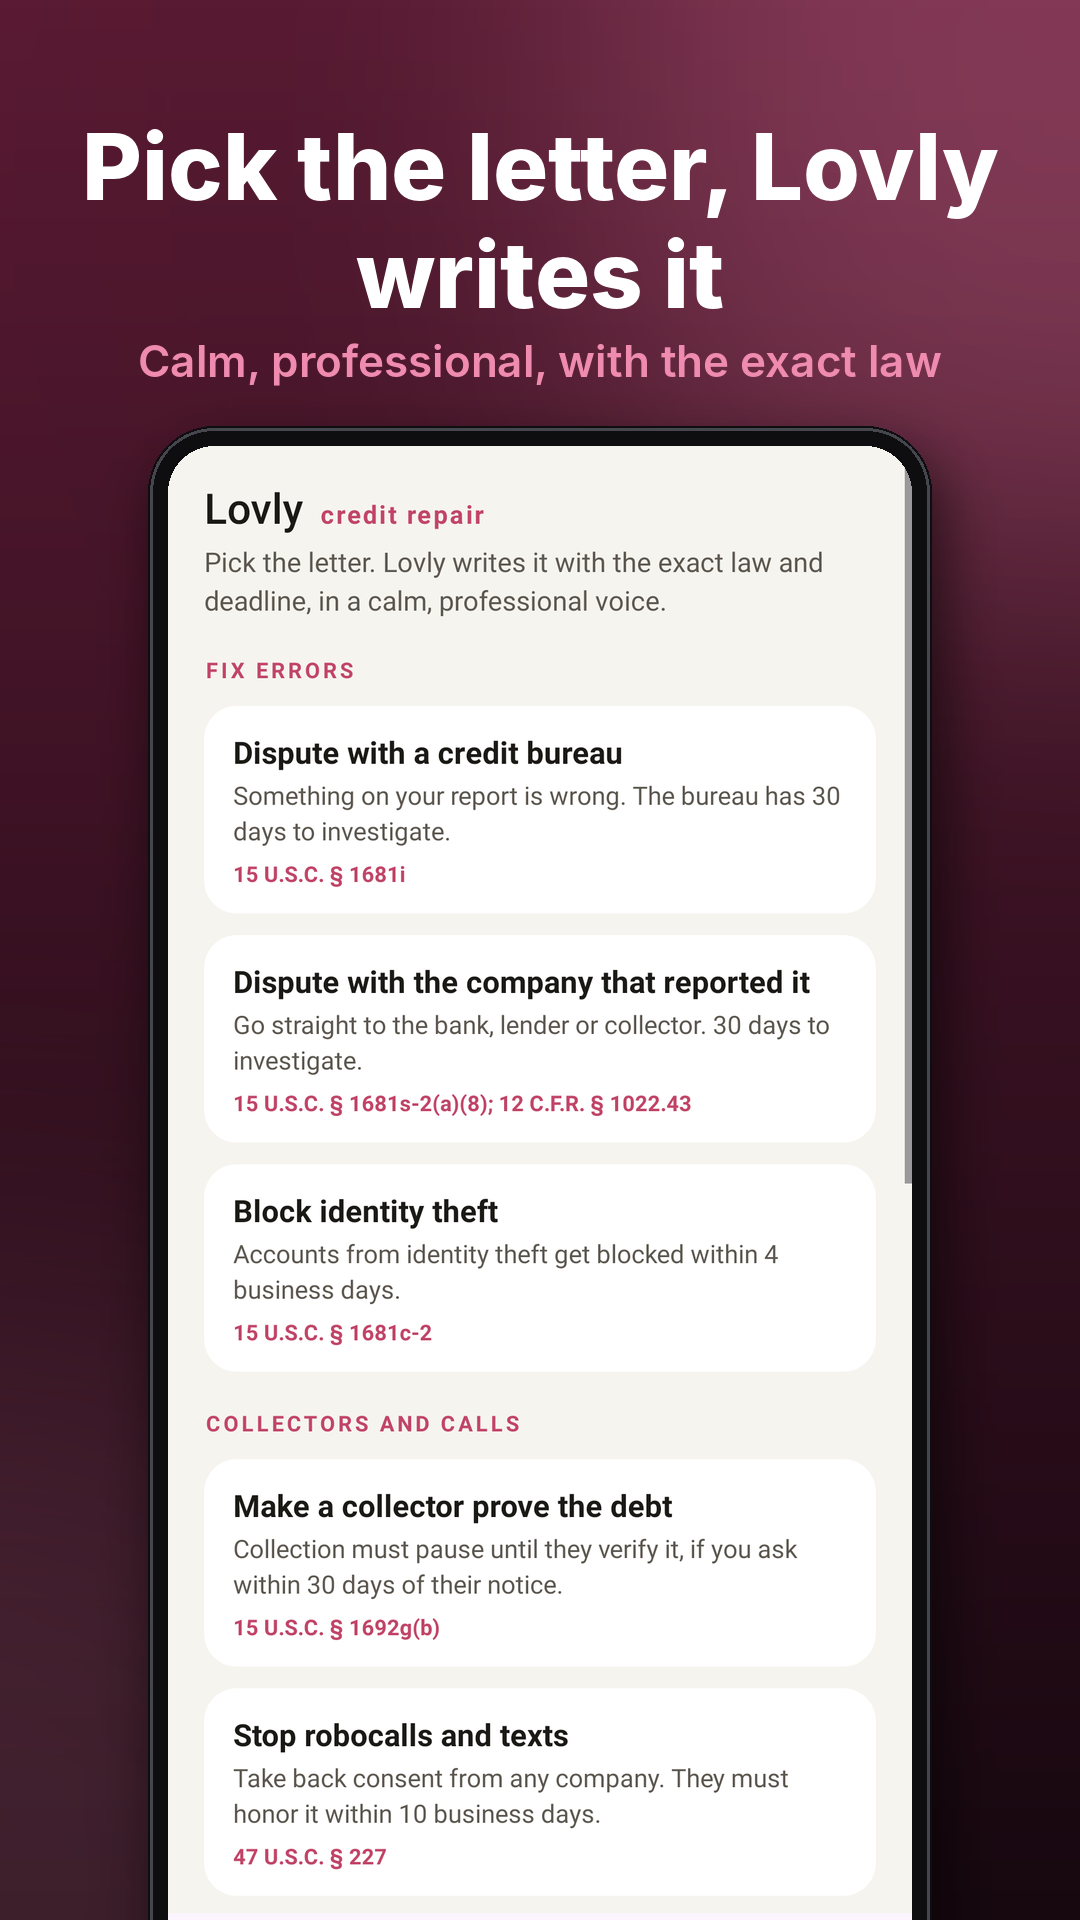 Pick the letter, Lovly
writes it
Calm, professional, with the exact law
Lovly credit repair
Pick the letter. Lovly writes it with the exact law and
deadline, in a calm, professional voice.
FIX ERRORS
Dispute with a credit bureau
Something on your report is wrong. The bureau has 30
days to investigate.
15 U.S.C. § 1681i
Dispute with the company that reported it
Go straight to the bank, lender or collector. 30 days to
investigate.
15 U.S.C. § 1681s-2(a)(8); 12 C.F.R. § 1022.43
Block identity theft
Accounts from identity theft get blocked within 4
business days.
15 U.S.C. § 1681c-2
COLLECTORS AND CALLS
Make a collector prove the debt
Collection must pause until they verify it, if you ask
within 30 days of their notice.
15 U.S.C. § 1692g(b)
Stop robocalls and texts
Take back consent from any company. They must
honor it within 10 business days.
47 U.S.C. § 227